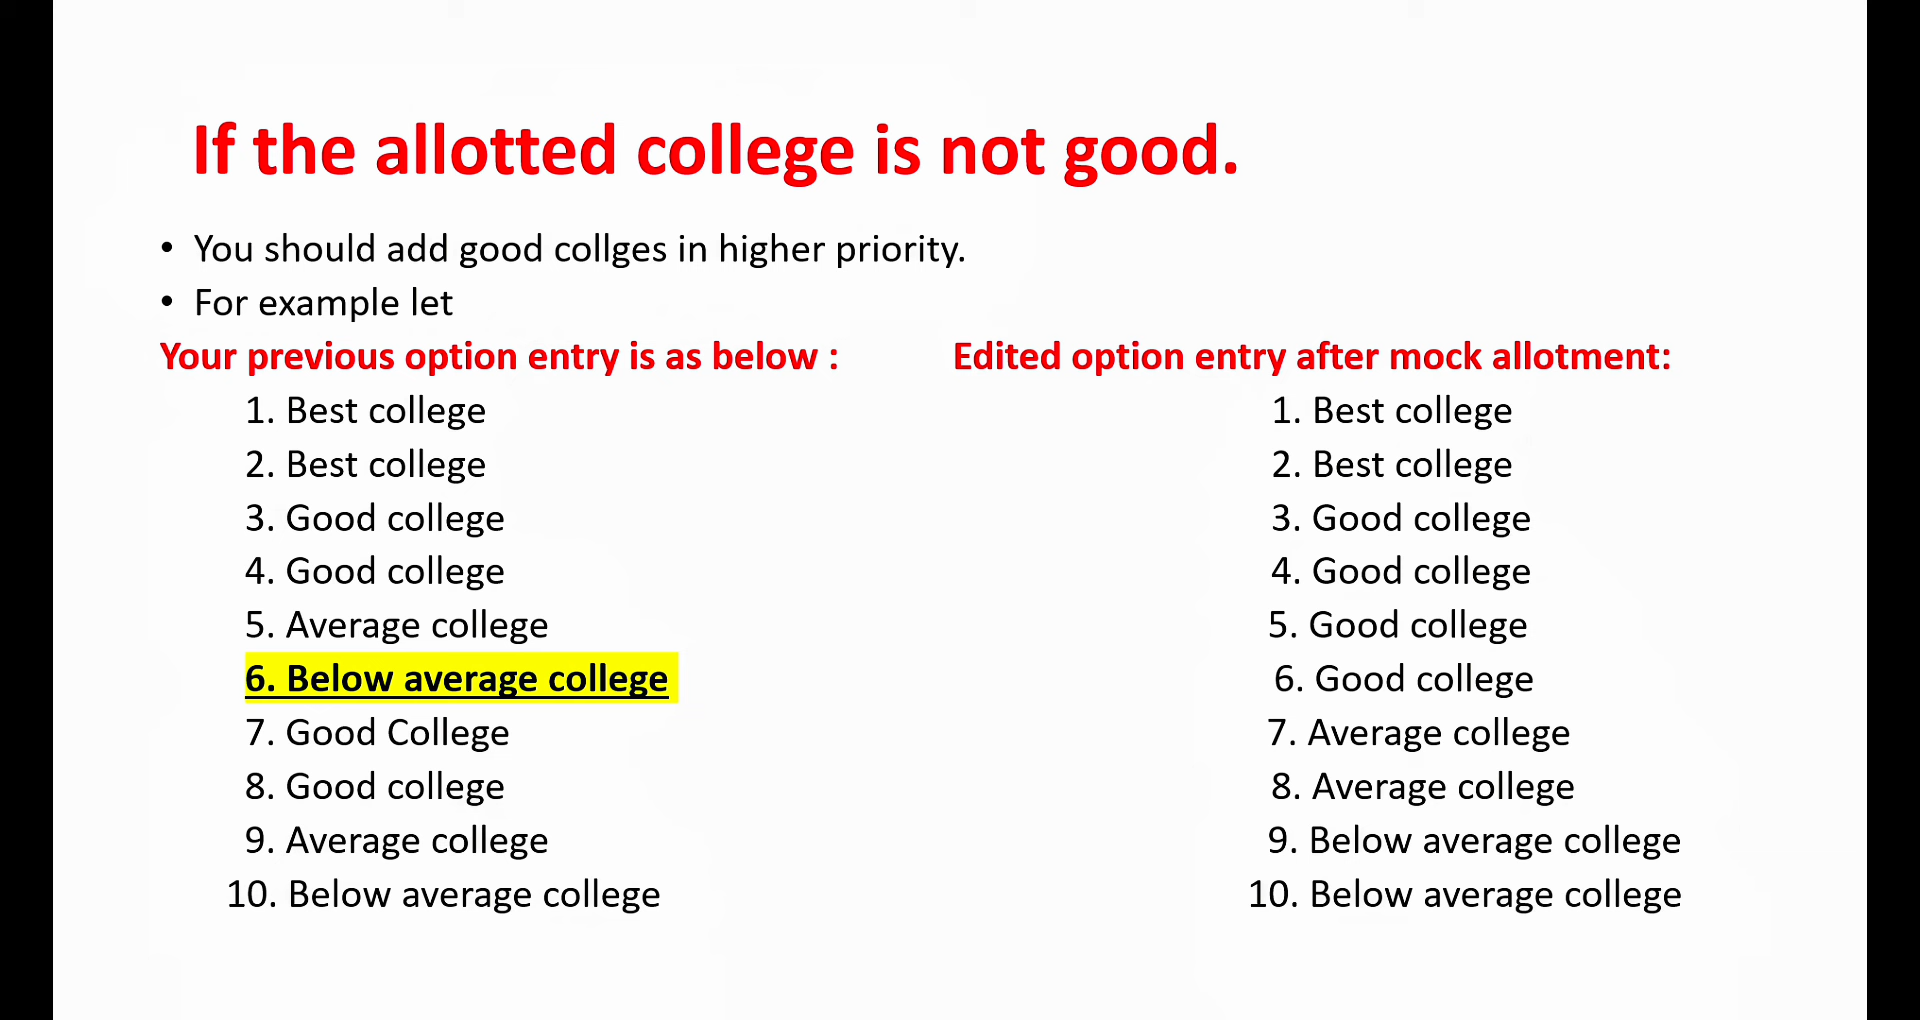 If the allotted college is not good.
• You should add good collges in higher priority.
• For example let
Your previous option entry is as below :
1. Best college
2. Best college
3. Good college
4. Good college
5. Average college
6. Below average college
7. Good College
8. Good college
9. Average college
10. Below average college
Edited option entry after mock allotment:
1. Best college
2. Best college
3. Good college
4. Good college
5. Good college
6. Good college
7. Average college
8. Average college
9. Below average college
10. Below average college